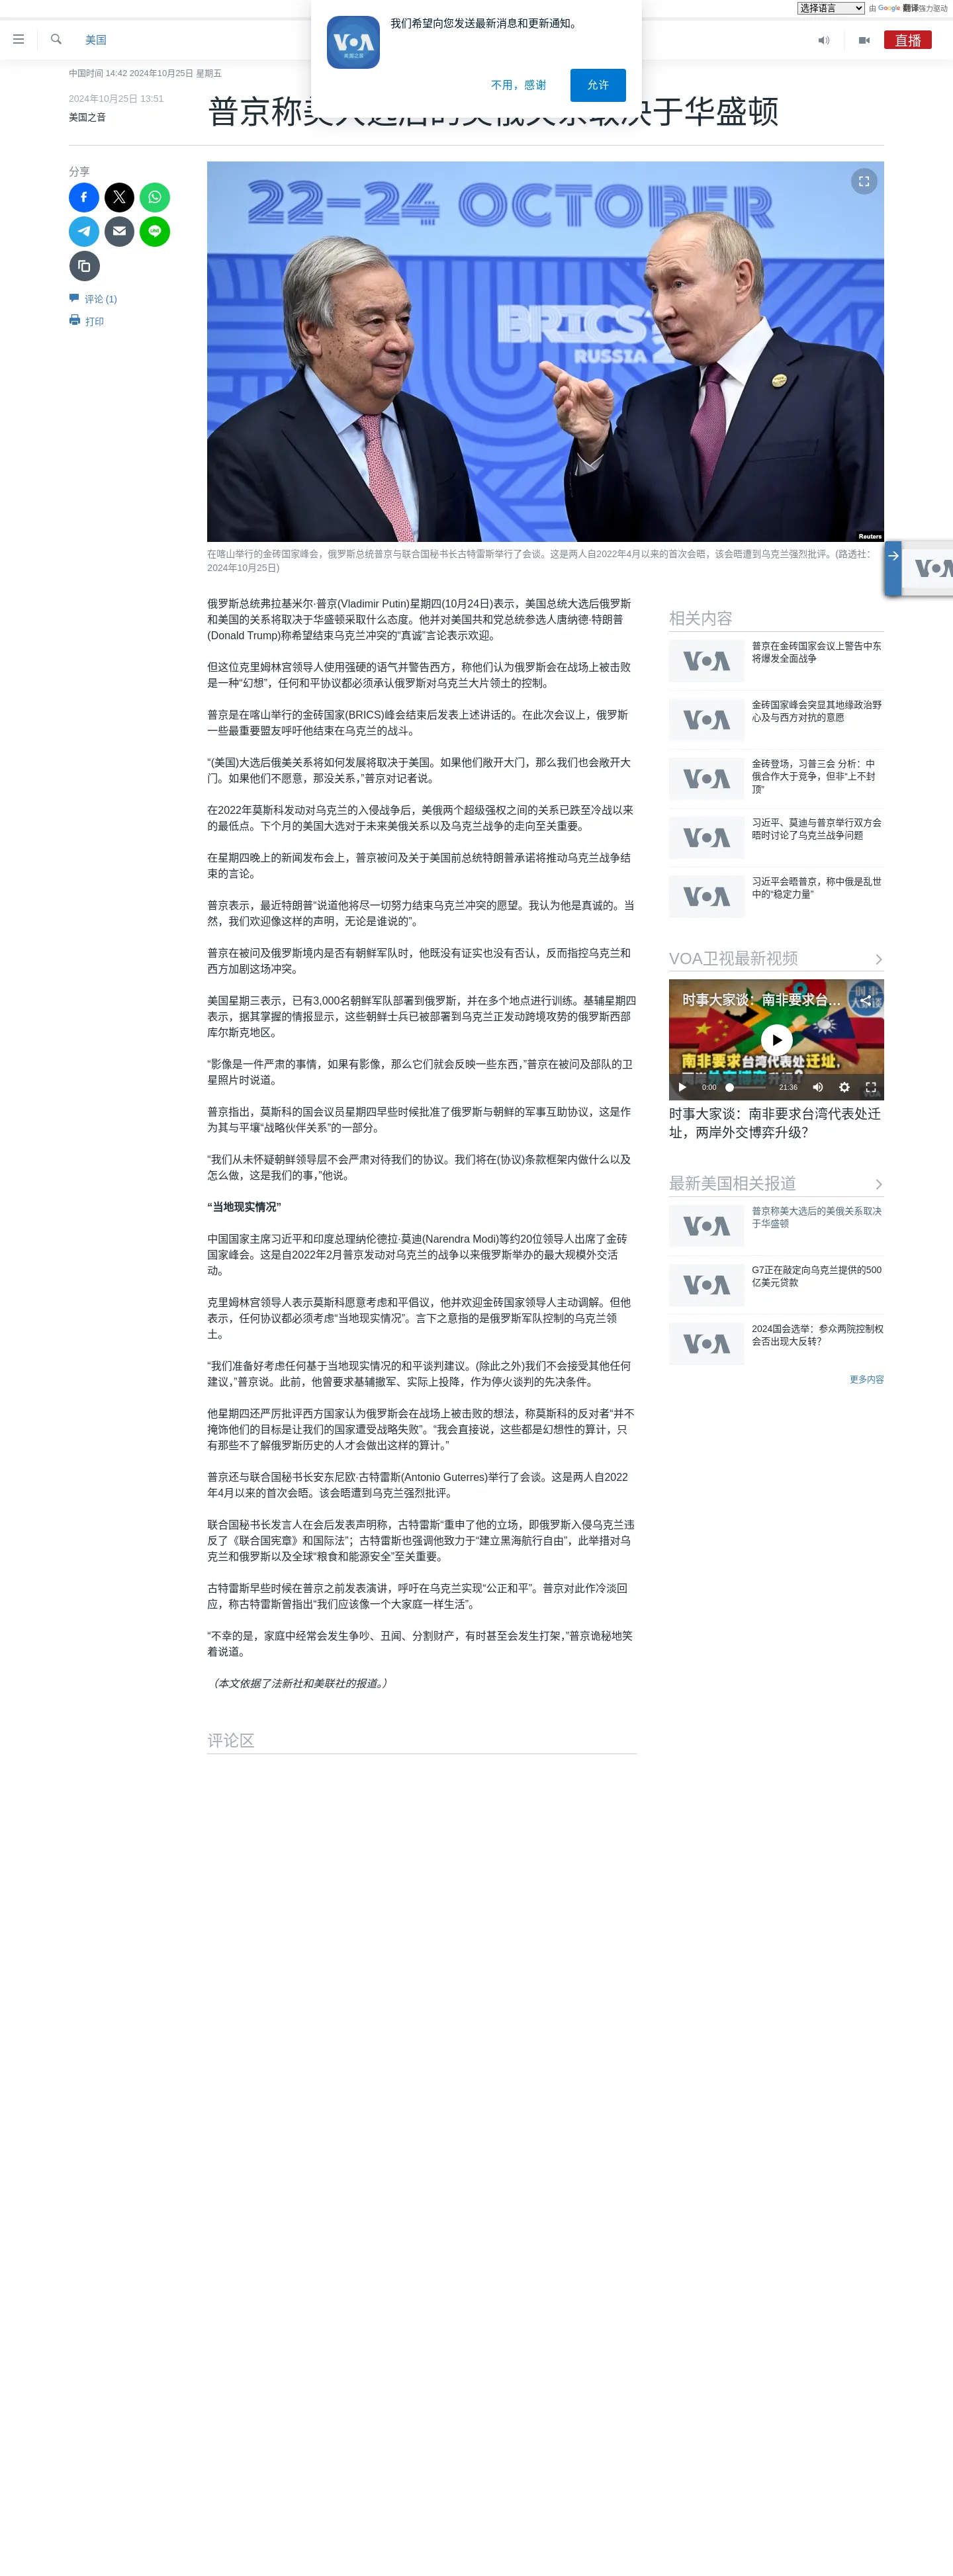 选择语言
由 Google 翻译强力驱动
我们希望向您发送最新消息和更新通知。
VOA
美国之音
不用，感谢
允许
美国
直播
中国时间 14:42 2024年10月25日 星期五
2024年10月25日 13:51
美国之音
普京称美大选后的美俄关系取决于华盛顿
分享
评论 (1)
打印
22-24 OCTOBER
BRICS
RUSSIA
Reuters
在喀山举行的金砖国家峰会，俄罗斯总统普京与联合国秘书长古特雷斯举行了会谈。这是两人自2022年4月以来的首次会晤，该会晤遭到乌克兰强烈批评。(路透社：
2024年10月25日)
俄罗斯总统弗拉基米尔·普京(Vladimir Putin)星期四(10月24日)表示，美国总统大选后俄罗斯
和美国的关系将取决于华盛顿采取什么态度。他并对美国共和党总统参选人唐纳德·特朗普
(Donald Trump)称希望结束乌克兰冲突的“真诚”言论表示欢迎。
但这位克里姆林宫领导人使用强硬的语气并警告西方，称他们认为俄罗斯会在战场上被击败
是一种“幻想”，任何和平协议都必须承认俄罗斯对乌克兰大片领土的控制。
普京是在喀山举行的金砖国家(BRICS)峰会结束后发表上述讲话的。在此次会议上，俄罗斯
一些最重要盟友呼吁他结束在乌克兰的战斗。
“(美国)大选后俄美关系将如何发展将取决于美国。如果他们敞开大门，那么我们也会敞开大
门。如果他们不愿意，那没关系，”普京对记者说。
在2022年莫斯科发动对乌克兰的入侵战争后，美俄两个超级强权之间的关系已跌至冷战以来
的最低点。下个月的美国大选对于未来美俄关系以及乌克兰战争的走向至关重要。
在星期四晚上的新闻发布会上，普京被问及关于美国前总统特朗普承诺将推动乌克兰战争结
束的言论。
普京表示，最近特朗普“说道他将尽一切努力结束乌克兰冲突的愿望。我认为他是真诚的。当
然，我们欢迎像这样的声明，无论是谁说的”。
普京在被问及俄罗斯境内是否有朝鲜军队时，他既没有证实也没有否认，反而指控乌克兰和
西方加剧这场冲突。
美国星期三表示，已有3,000名朝鲜军队部署到俄罗斯，并在多个地点进行训练。基辅星期四
表示，据其掌握的情报显示，这些朝鲜士兵已被部署到乌克兰正发动跨境攻势的俄罗斯西部
库尔斯克地区。
“影像是一件严肃的事情，如果有影像，那么它们就会反映一些东西，”普京在被问及部队的卫
星照片时说道。
普京指出，莫斯科的国会议员星期四早些时候批准了俄罗斯与朝鲜的军事互助协议，这是作
为其与平壤“战略伙伴关系”的一部分。
“我们从未怀疑朝鲜领导层不会严肃对待我们的协议。我们将在(协议)条款框架内做什么以及
怎么做，这是我们的事，”他说。
“当地现实情况”
中国国家主席习近平和印度总理纳伦德拉·莫迪(Narendra Modi)等约20位领导人出席了金砖
国家峰会。这是自2022年2月普京发动对乌克兰的战争以来俄罗斯举办的最大规模外交活
动。
克里姆林宫领导人表示莫斯科愿意考虑和平倡议，他并欢迎金砖国家领导人主动调解。但他
表示，任何协议都必须考虑“当地现实情况”。言下之意指的是俄罗斯军队控制的乌克兰领
土。
“我们准备好考虑任何基于当地现实情况的和平谈判建议。(除此之外)我们不会接受其他任何
建议，”普京说。此前，他曾要求基辅撤军、实际上投降，作为停火谈判的先决条件。
他星期四还严厉批评西方国家认为俄罗斯会在战场上被击败的想法，称莫斯科的反对者“并不
掩饰他们的目标是让我们的国家遭受战略失败”。“我会直接说，这些都是幻想性的算计，只
有那些不了解俄罗斯历史的人才会做出这样的算计。”
普京还与联合国秘书长安东尼欧·古特雷斯(Antonio Guterres)举行了会谈。这是两人自2022
年4月以来的首次会晤。该会晤遭到乌克兰强烈批评。
联合国秘书长发言人在会后发表声明称，古特雷斯“重申了他的立场，即俄罗斯入侵乌克兰违
反了《联合国宪章》和国际法”；古特雷斯也强调他致力于“建立黑海航行自由”，此举措对乌
克兰和俄罗斯以及全球“粮食和能源安全”至关重要。
古特雷斯早些时候在普京之前发表演讲，呼吁在乌克兰实现“公正和平”。普京对此作冷淡回
应，称古特雷斯曾指出“我们应该像一个大家庭一样生活”。
“不幸的是，家庭中经常会发生争吵、丑闻、分割财产，有时甚至会发生打架，”普京诡秘地笑
着说道。
（本文依据了法新社和美联社的报道。）
评论区
相关内容
普京在金砖国家会议上警告中东
将爆发全面战争
金砖国家峰会突显其地缘政治野
心及与西方对抗的意愿
金砖登场，习普三会 分析：中
俄合作大于竞争，但非“上不封
顶”
习近平、莫迪与普京举行双方会
晤时讨论了乌克兰战争问题
习近平会晤普京，称中俄是乱世
中的“稳定力量”
VOA卫视最新视频
时事大家谈：南非要求台...
南非要求台湾代表处迁址，
两岸外交博弈升级？
0:00
21:36
时事大家谈：南非要求台湾代表处迁
址，两岸外交博弈升级？
最新美国相关报道
普京称美大选后的美俄关系取决
于华盛顿
G7正在敲定向乌克兰提供的500
亿美元贷款
2024国会选举：参众两院控制权
会否出现大反转？
更多内容